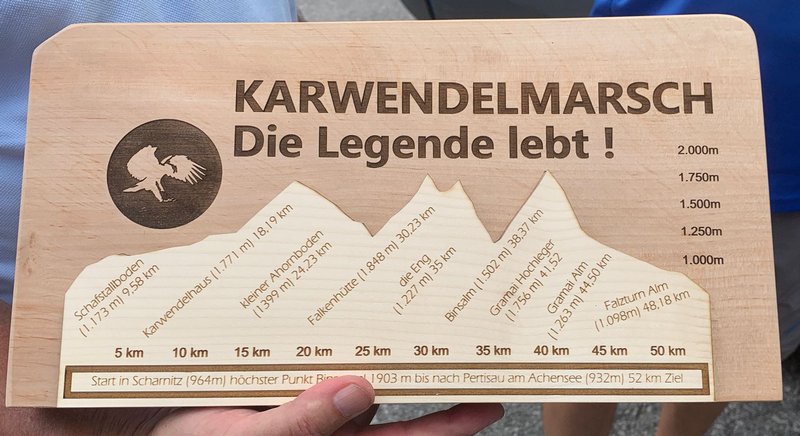 KARWENDELMARSCH
Die Legende lebt !
2.000m
1.750m
1.500m
1.250m
1.000m
Schafstallboden
(1.173 m) 9,58 km
Karwendelhaus (1.771 m) 18,19 km
kleiner Ahornboden
(1399 m) 24,23 km
Falkenhütte (1.848 m) 30,23 km
die Eng
(1.227 m) 35 km
Binsalm (1.502 m) 38.37 km
Gramai Hochleger
(1.756 m) 41.52
Gramai Alm
(1.263 m) 44,50 km
Falzturn Alm
(1.098m) 48,18 km
5 km 10 km 15 km 20 km 25 km 30 km 35 km 40 km 45 km 50 km
Start in Scharnitz (964m) höchster Punkt 1903 m bis nach Pertisau am Achensee (932m) 52 km Ziel